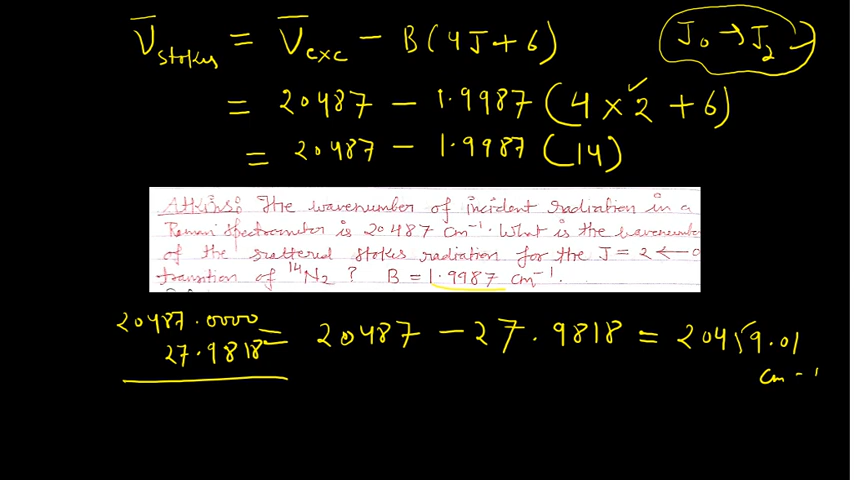 ν̅stokes = ν̅exc − B(4J+6)
J₀ → J₂
= 20487 − 1.9987 (4×2+6)
= 20487 − 1.9987 (14)
Atkins: The wavenumber of incident radiation in a
Raman Spectrometer is 20487 cm⁻¹. What is the wavenumber
of the scattered stokes radiation for the J = 2 ← 0
transition of ¹⁴N₂ ? B = 1.9987 cm⁻¹.
20487.0000
27.9818
= 20487 − 27.9818 = 20459.01
cm⁻¹